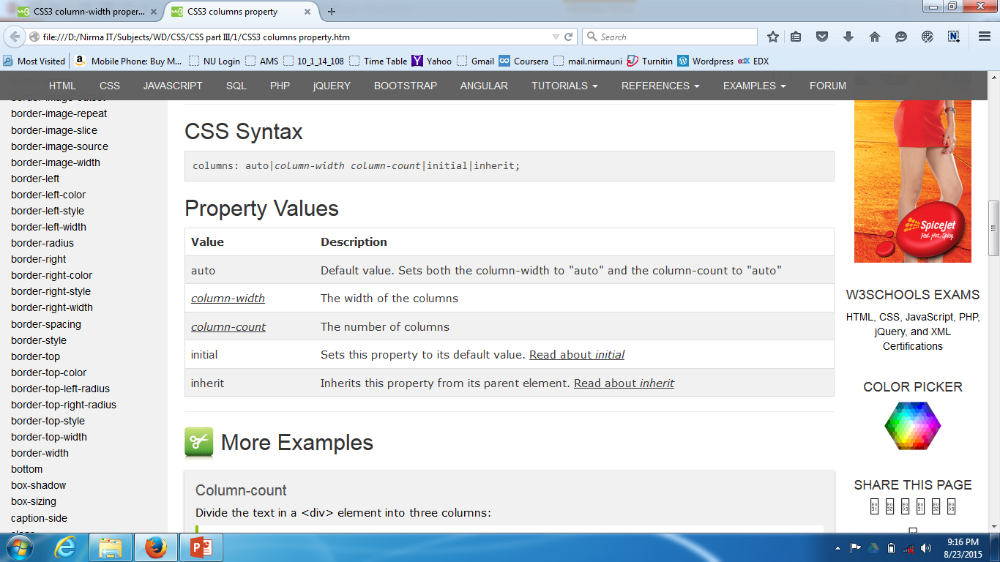 CSS3 column-width proper...
CSS3 columns property
file:///D:/Nirma IT/Subjects/WD/CSS/CSS part III/1/CSS3 columns property.htm
Search
Most Visited
Mobile Phone: Buy M...
NU Login
AMS
10_1_14_108
Time Table
Yahoo
Gmail
Coursera
mail.nirmauni
Turnitin
Wordpress
EDX
HTML
CSS
JAVASCRIPT
SQL
PHP
jQUERY
BOOTSTRAP
ANGULAR
TUTORIALS
REFERENCES
EXAMPLES
FORUM
border-image-repeat
border-image-slice
border-image-source
border-image-width
border-left
border-left-color
border-left-style
border-left-width
border-radius
border-right
border-right-color
border-right-style
border-right-width
border-spacing
border-style
border-top
border-top-color
border-top-left-radius
border-top-right-radius
border-top-style
border-top-width
border-width
bottom
box-shadow
box-sizing
caption-side
CSS Syntax
columns: auto|column-width column-count|initial|inherit;
Property Values
Value Description
auto Default value. Sets both the column-width to "auto" and the column-count to "auto"
column-width The width of the columns
column-count The number of columns
initial Sets this property to its default value. Read about initial
inherit Inherits this property from its parent element. Read about inherit
More Examples
Column-count
Divide the text in a <div> element into three columns:
SpiceJet
Red. Hot. Spicy.
W3SCHOOLS EXAMS
HTML, CSS, JavaScript, PHP,
jQuery, and XML
Certifications
COLOR PICKER
SHARE THIS PAGE
9:16 PM
8/23/2015